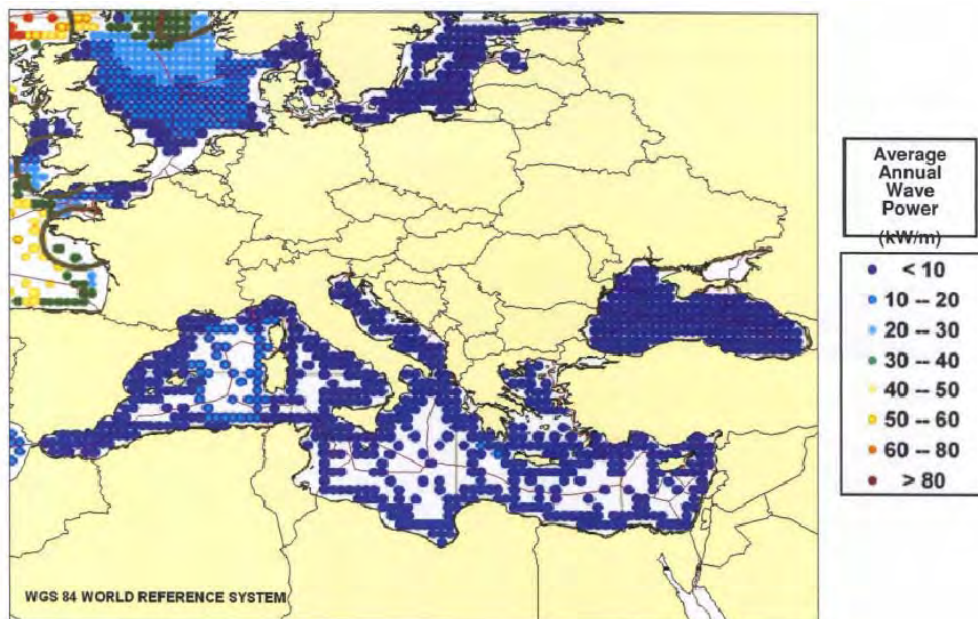 Average
Annual
Wave
Power
(kW/m)
< 10
10 -- 20
20 -- 30
30 -- 40
40 -- 50
50 -- 60
60 -- 80
> 80
WGS 84 WORLD REFERENCE SYSTEM